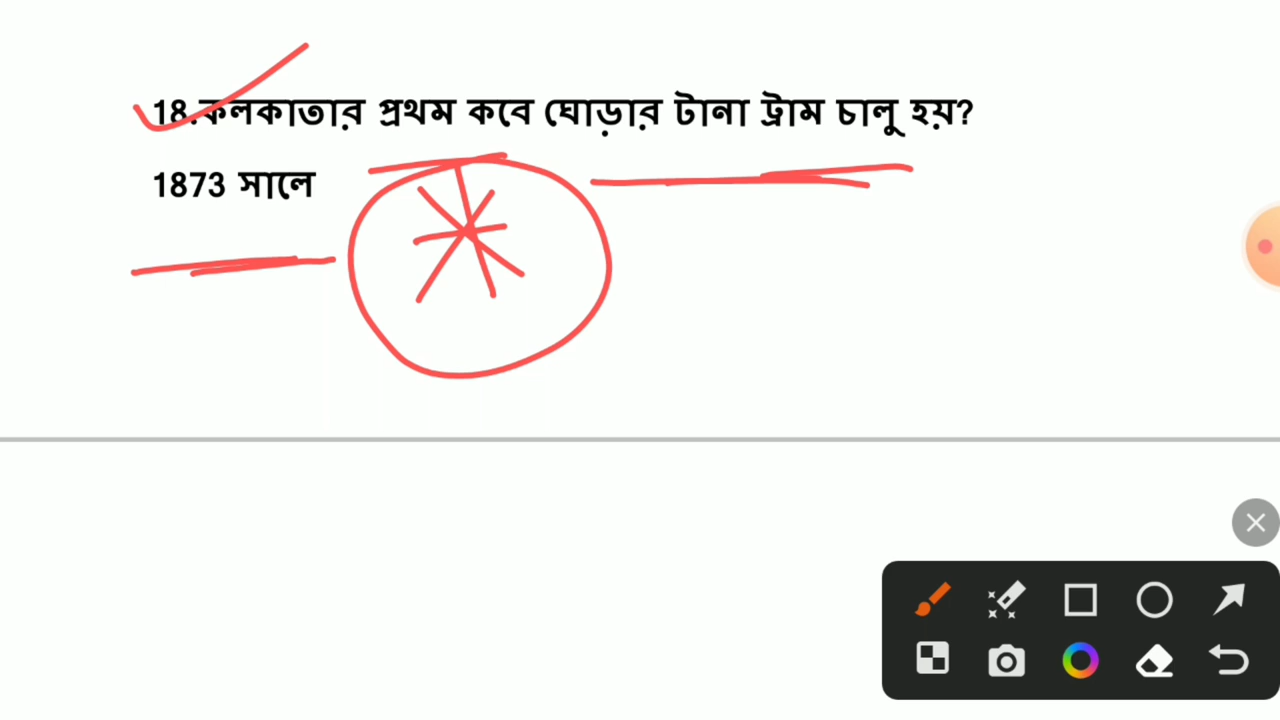 18.কলকাতার প্রথম কবে ঘোড়ার টানা ট্রাম চালু হয়?
1873 সালে